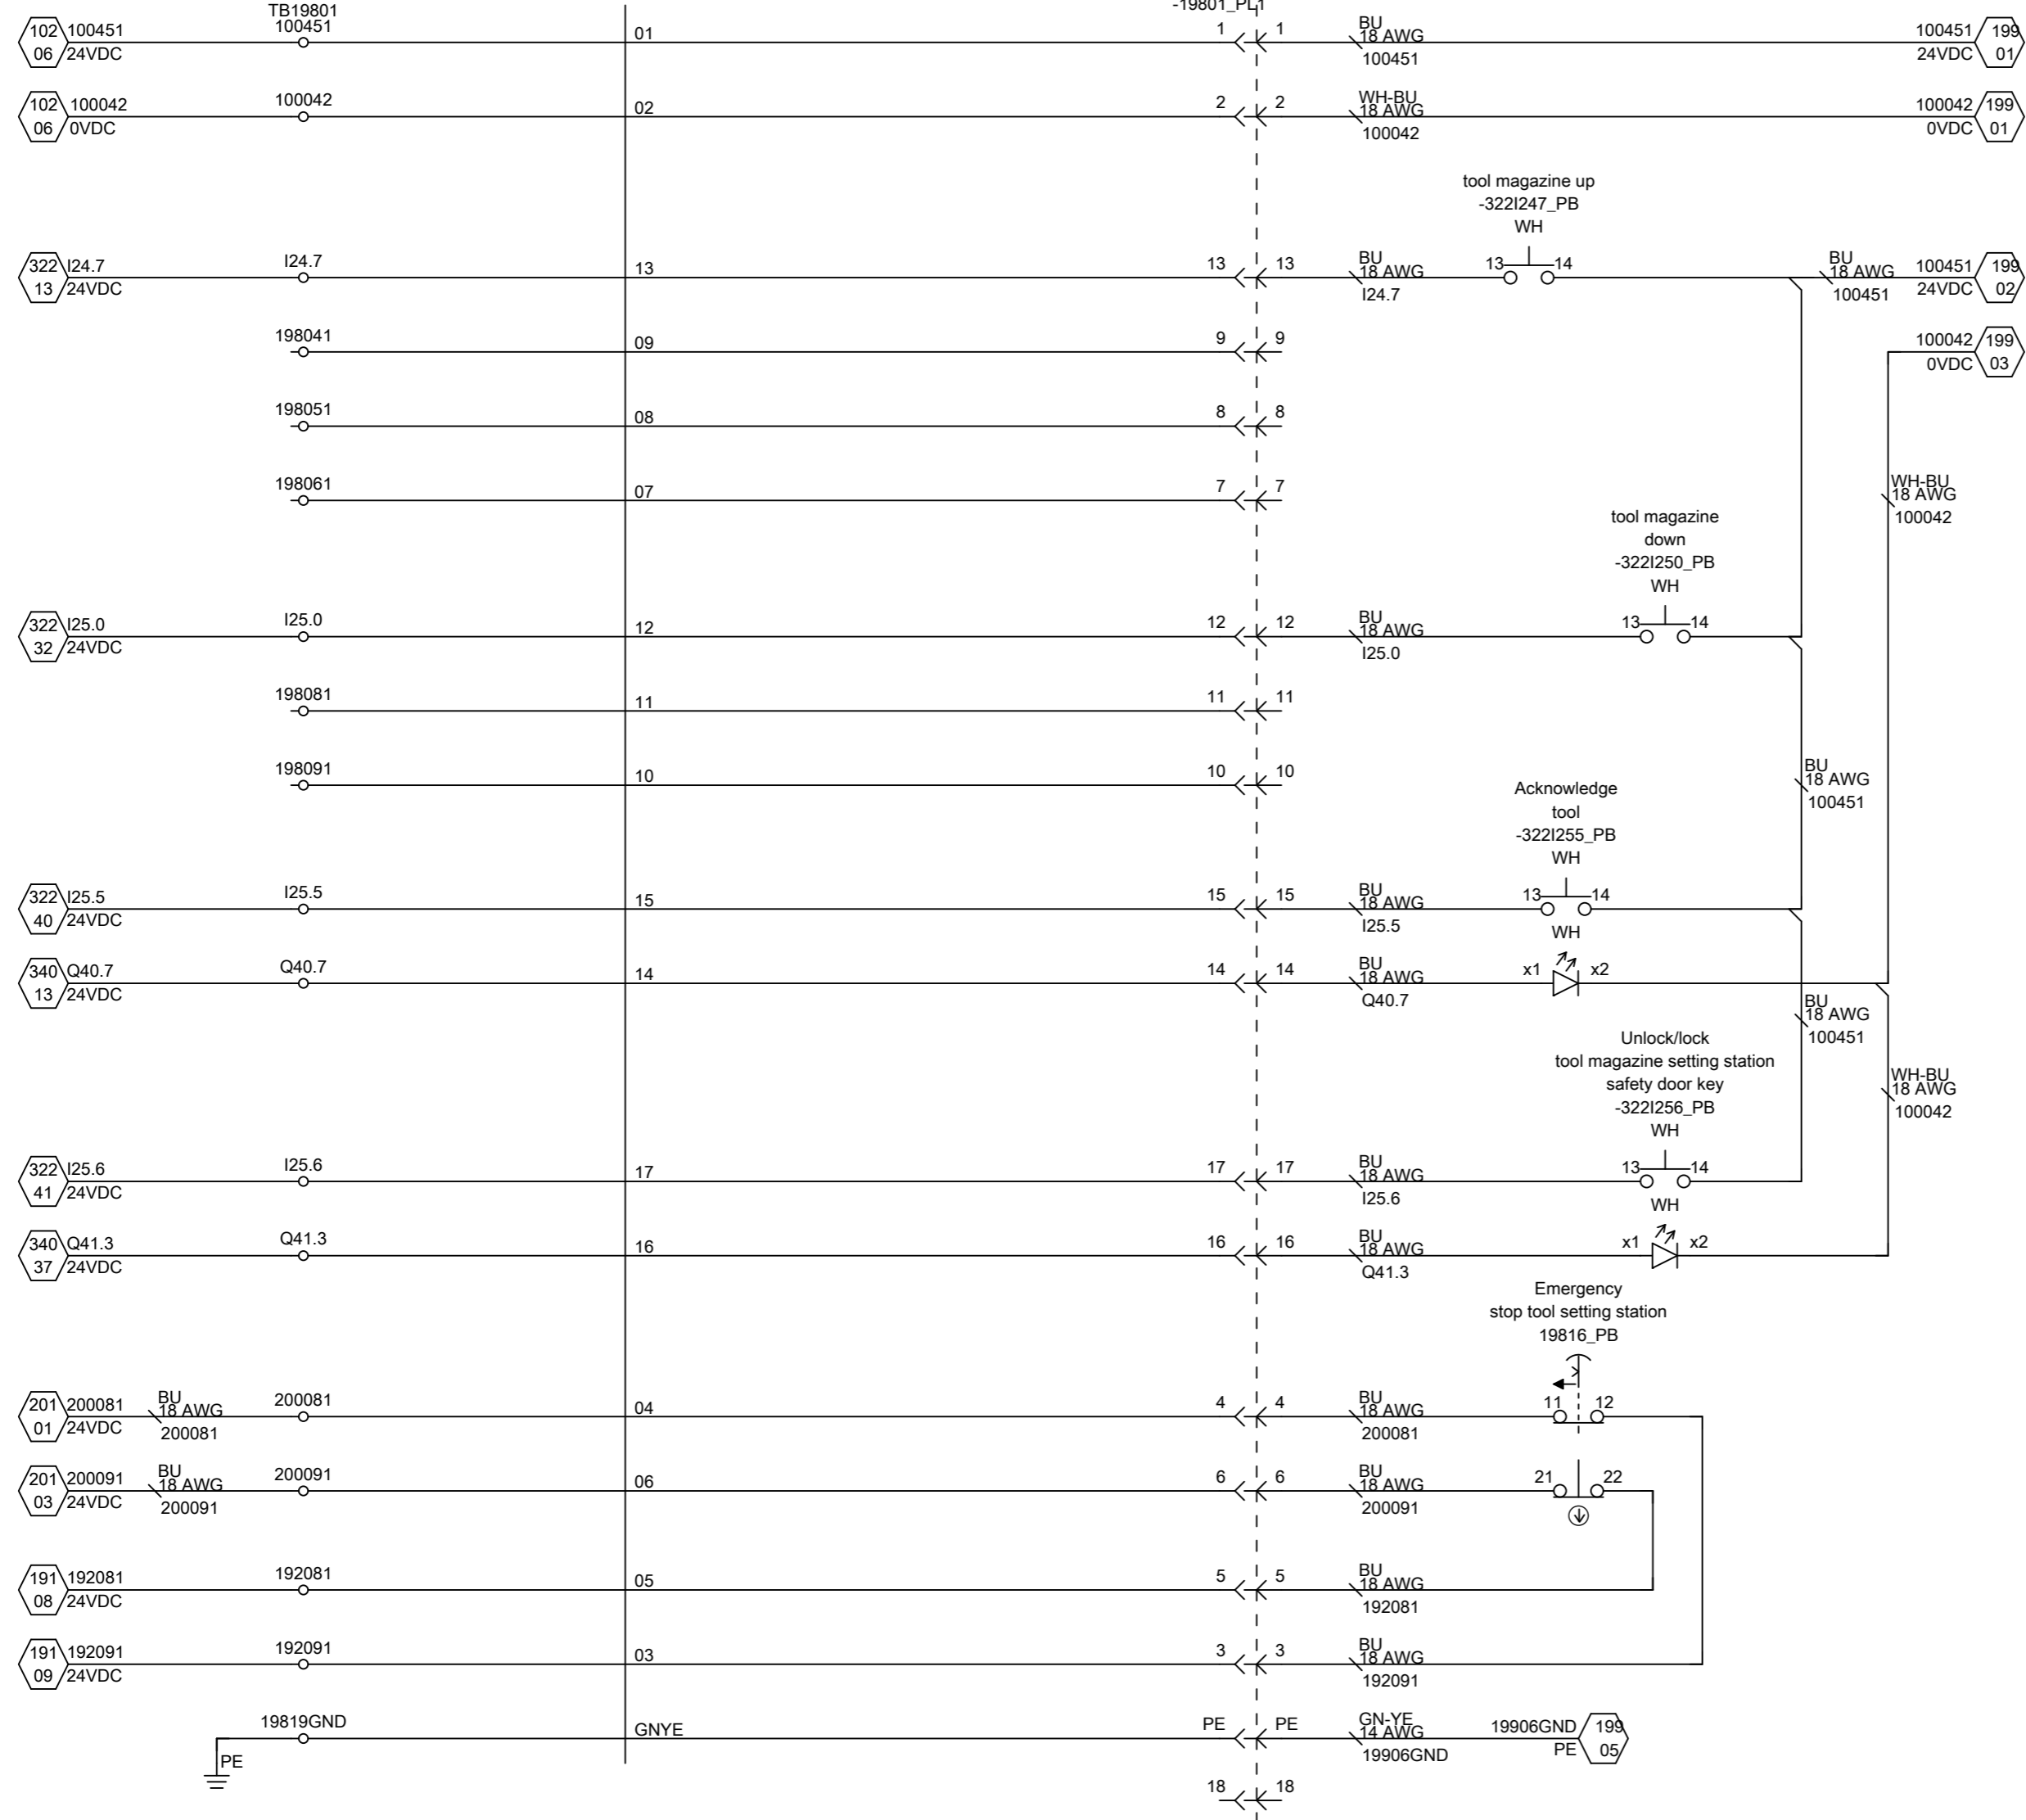 TB19801
-19801_PL1
102 100451 100451 01 1 1 BU 100451 199
06 24VDC 18 AWG 24VDC 01
100451
102 100042 100042 02 2 2 WH-BU 100042 199
06 0VDC 18 AWG 0VDC 01
100042
tool magazine up
-322I247_PB
WH
322 I24.7 I24.7 13 13 13 BU 13 14 BU 100451 199
13 24VDC 18 AWG 18 AWG 24VDC 02
I24.7 100451
198041 09 9 9 100042 199
0VDC 03
198051 08 8 8
198061 07 7 7 WH-BU
18 AWG
100042
tool magazine
down
-322I250_PB
WH
322 I25.0 I25.0 12 12 12 BU 13 14
32 24VDC 18 AWG
I25.0
198081 11 11 11
198091 10 10 10 BU
18 AWG
100451
Acknowledge
tool
-322I255_PB
WH
322 I25.5 I25.5 15 15 15 BU 13 14
40 24VDC 18 AWG
I25.5 WH
340 Q40.7 Q40.7 14 14 14 BU x1 x2
13 24VDC 18 AWG
Q40.7
BU
18 AWG
100451
Unlock/lock
tool magazine setting station
safety door key
-322I256_PB
WH
WH-BU
18 AWG
100042
322 I25.6 I25.6 17 17 17 BU 13 14
41 24VDC 18 AWG
I25.6 WH
340 Q41.3 Q41.3 16 16 16 BU x1 x2
37 24VDC 18 AWG
Q41.3
Emergency
stop tool setting station
19816_PB
201 200081 BU 200081 04 4 4 BU 11 12
01 24VDC 18 AWG 18 AWG
200081 200081
201 200091 BU 200091 06 6 6 BU 21 22
03 24VDC 18 AWG 18 AWG
200091 200091
191 192081 192081 05 5 5 BU
08 24VDC 18 AWG
192081
191 192091 192091 03 3 3 BU
09 24VDC 18 AWG
192091
19819GND GNYE PE PE GN-YE 19906GND 199
PE 14 AWG PE 05
19906GND
18 18